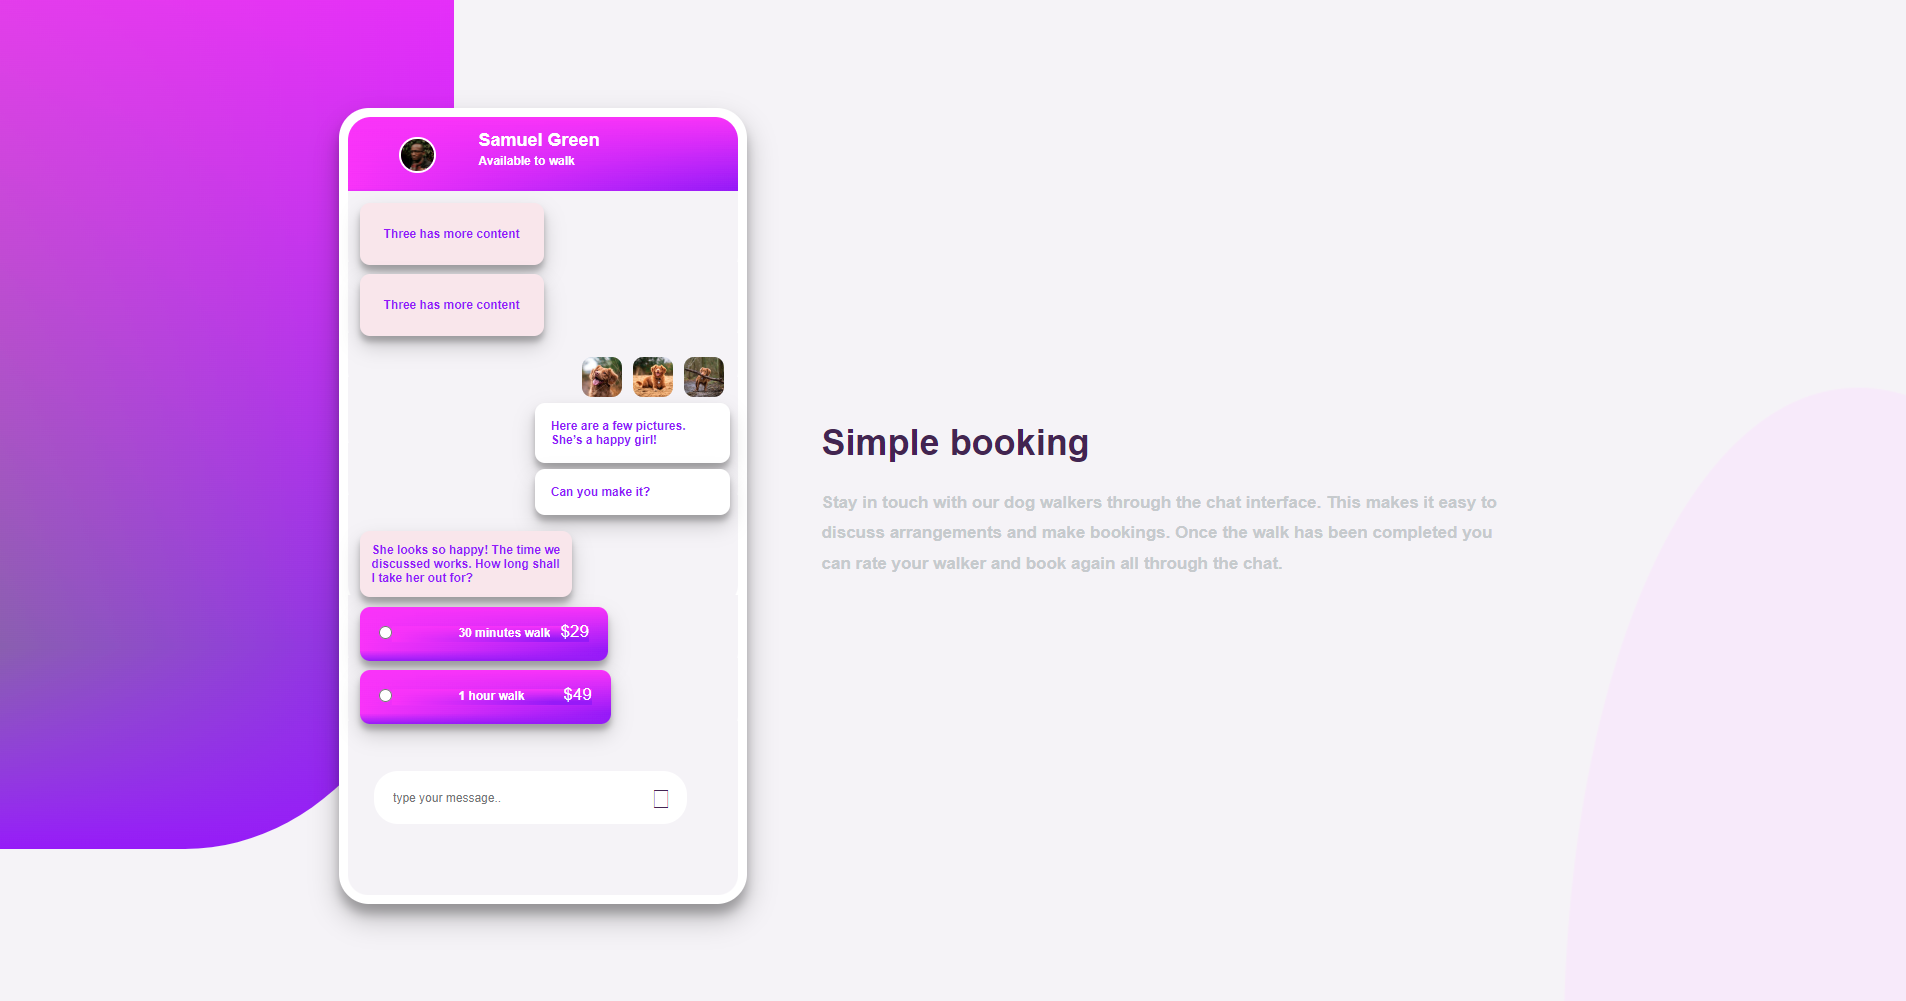 Samuel Green
Available to walk
Three has more content
Three has more content
Here are a few pictures.
She’s a happy girl!
Can you make it?
She looks so happy! The time we
discussed works. How long shall
I take her out for?
30 minutes walk $29
1 hour walk $49
type your message..
Simple booking
Stay in touch with our dog walkers through the chat interface. This makes it easy to
discuss arrangements and make bookings. Once the walk has been completed you
can rate your walker and book again all through the chat.